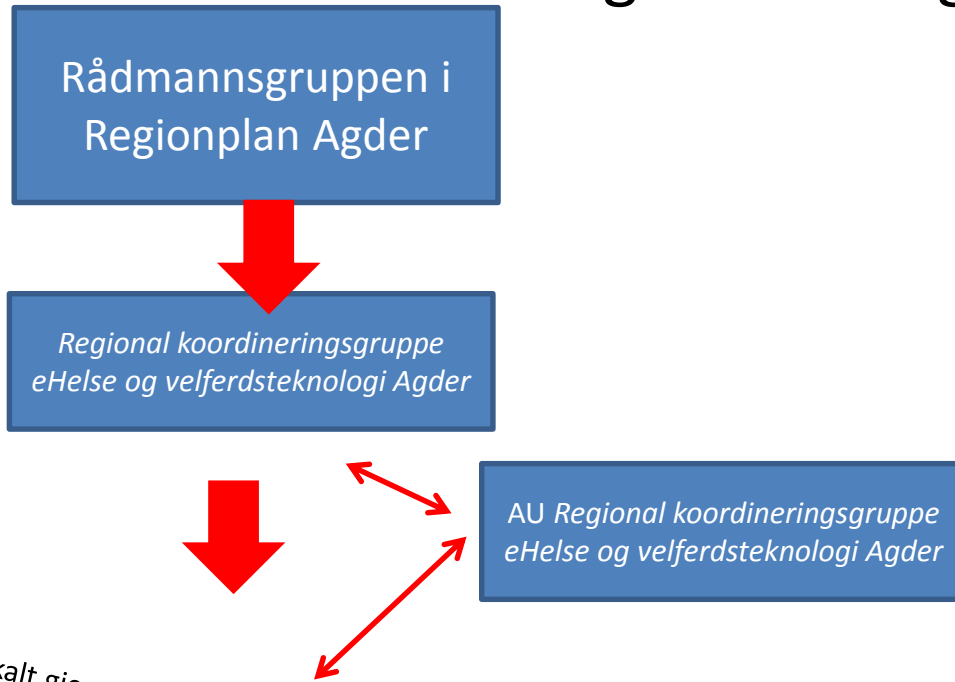 Rådmannsgruppen i
Regionplan Agder
Regional koordineringsgruppe
eHelse og velferdsteknologi Agder
AU Regional koordineringsgruppe
eHelse og velferdsteknologi Agder